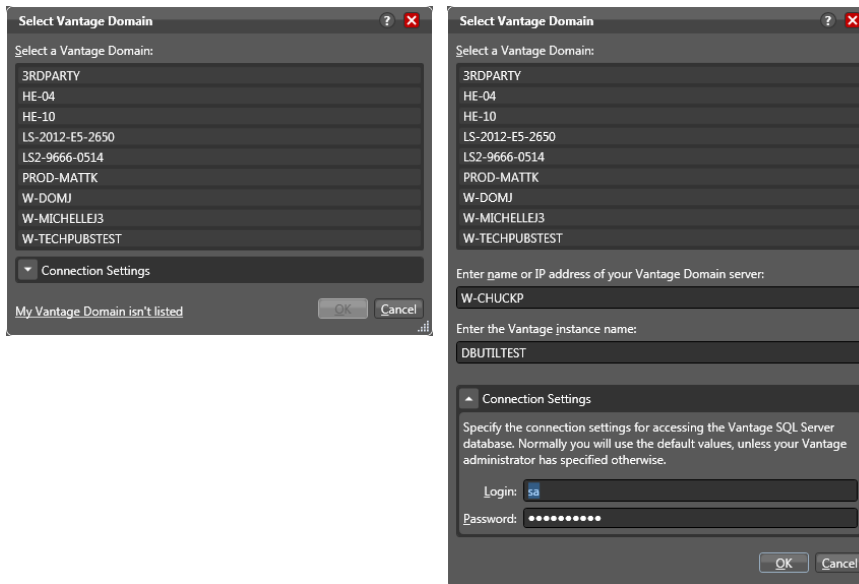 Select Vantage Domain
?
Select a Vantage Domain:
3RDPARTY
HE-04
HE-10
LS-2012-E5-2650
LS2-9666-0514
PROD-MATTK
W-DOMJ
W-MICHELLEJ3
W-TECHPUBSTEST
Connection Settings
My Vantage Domain isn't listed
OK
Cancel
Select Vantage Domain
?
Select a Vantage Domain:
3RDPARTY
HE-04
HE-10
LS-2012-E5-2650
LS2-9666-0514
PROD-MATTK
W-DOMJ
W-MICHELLEJ3
W-TECHPUBSTEST
Enter name or IP address of your Vantage Domain server:
W-CHUCKP
Enter the Vantage instance name:
DBUTILTEST
Connection Settings
Specify the connection settings for accessing the Vantage SQL Server
database. Normally you will use the default values, unless your Vantage
administrator has specified otherwise.
Login: sa
Password: ••••••••••
OK
Cancel